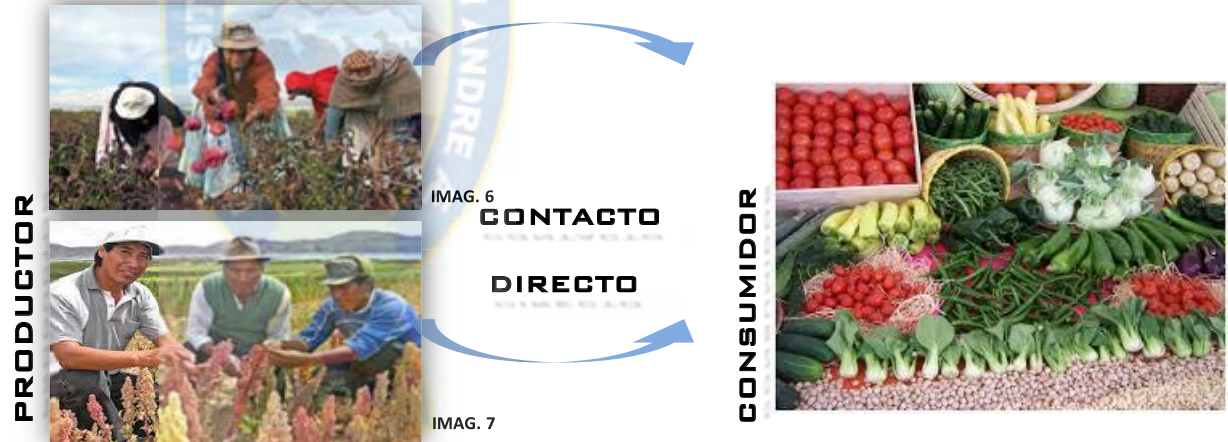 PRODUCTOR
IMAG. 6
CONTACTO
DIRECTO
IMAG. 7
CONSUMIDOR